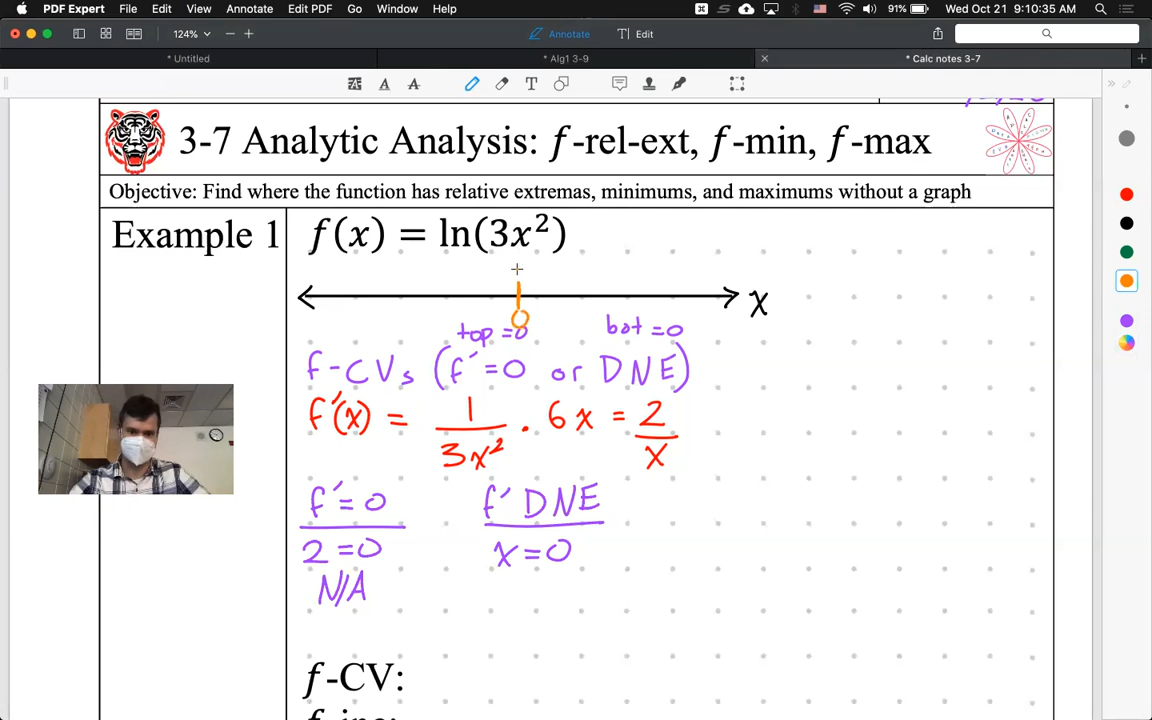 PDF Expert File Edit View Annotate Edit PDF Go Window Help 91% Wed Oct 21 9:10:35 AM
124% Annotate Edit
* Untitled * Alg1 3-9 * Calc notes 3-7
3-7 Analytic Analysis: f-rel-ext, f-min, f-max
Objective: Find where the function has relative extremas, minimums, and maximums without a graph
Example 1 f(x) = ln(3x²)
x
0
top = 0 bot = 0
f-CVs (f' = 0 or DNE)
f'(x) = 1/3x² · 6x = 2/x
f' = 0 f' DNE
2 = 0 x = 0
N/A
f-CV:
f-inc: